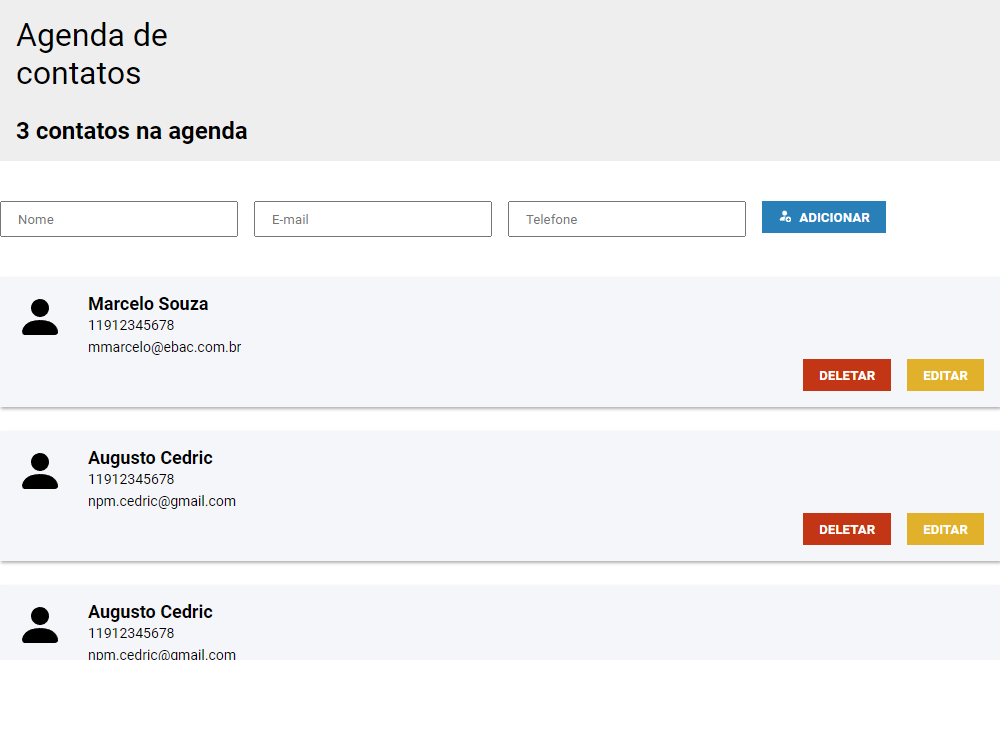 Agenda de
contatos
3 contatos na agenda
Nome
E-mail
Telefone
ADICIONAR
Marcelo Souza
11912345678
mmarcelo@ebac.com.br
DELETAR
EDITAR
Augusto Cedric
11912345678
npm.cedric@gmail.com
DELETAR
EDITAR
Augusto Cedric
11912345678
npm.cedric@gmail.com